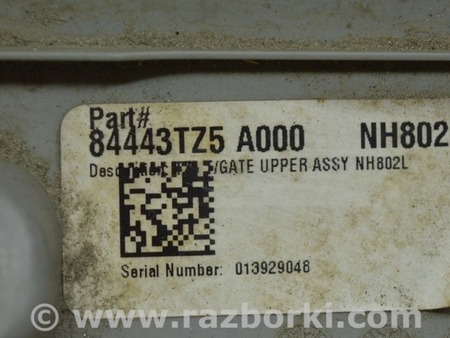 Part#
84443TZ5 A000 NH802
/GATE UPPER ASSY NH802L
Serial Number: 013929048
© www.razborki.com